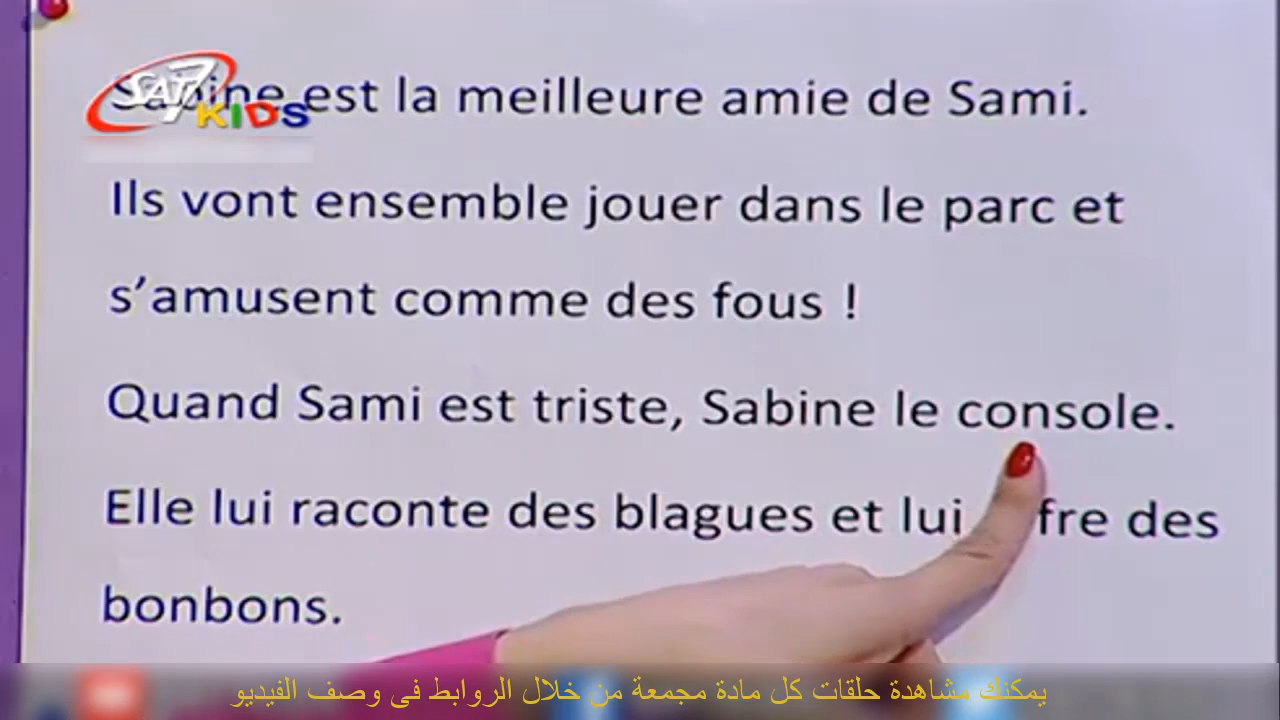 SAT7 KIDS
Sabine est la meilleure amie de Sami.
Ils vont ensemble jouer dans le parc et
s'amusent comme des fous !
Quand Sami est triste, Sabine le console.
Elle lui raconte des blagues et lui fre des
bonbons.
يمكنك مشاهدة حلقات كل مادة مجمعة من خلال الروابط فى وصف الفيديو